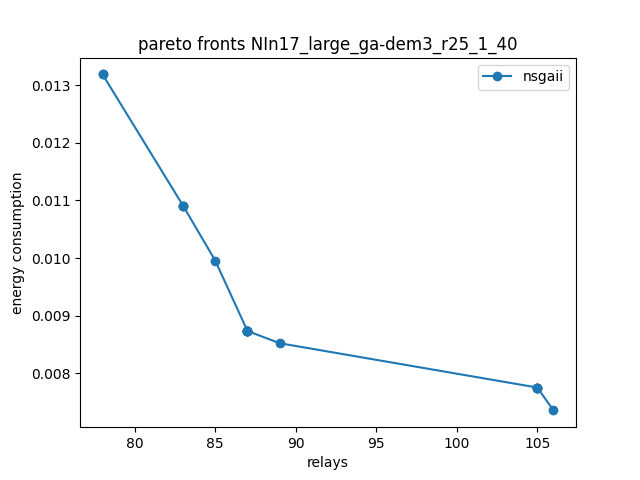 pareto fronts NIn17_large_ga-dem3_r25_1_40
nsgaii
energy consumption
0.013
0.012
0.011
0.010
0.009
0.008
80 85 90 95 100 105
relays